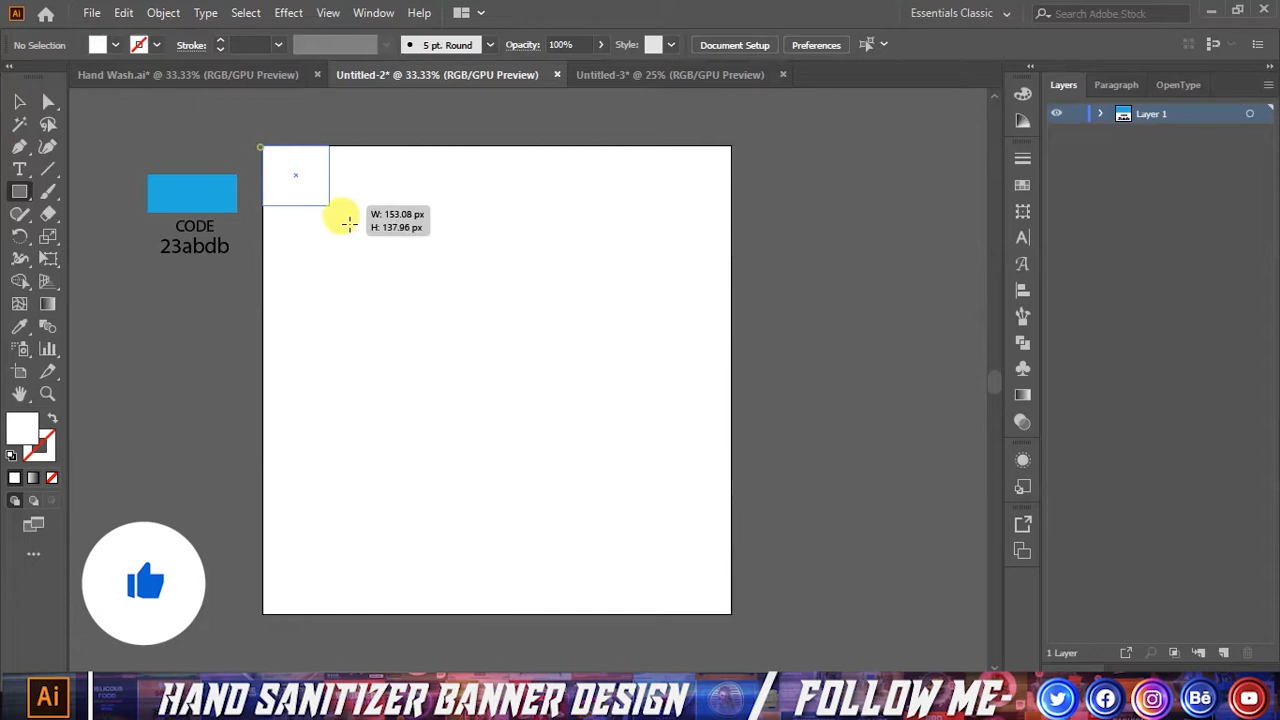 Ai File Edit Object Type Select Effect View Window Help Essentials Classic Search Adobe Stock
No Selection Stroke: 5 pt. Round Opacity: 100% Style: Document Setup Preferences
Hand Wash.ai* @ 33.33% (RGB/GPU Preview) × Untitled-2* @ 33.33% (RGB/GPU Preview) × Untitled-3* @ 25% (RGB/GPU Preview) ×
Layers Paragraph OpenType
Layer 1
W: 153.08 px
H: 137.96 px
CODE
23abdb
1 Layer
Ai HAND SANITIZER BANNER DESIGN / FOLLOW ME-